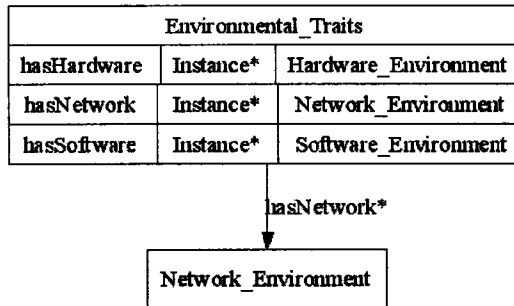 Environmental_Traits
hasHardware Instance* Hardware_Environment
hasNetwork Instance* Network_Environment
hasSoftware Instance* Software_Environment
hasNetwork*
Network_Environment